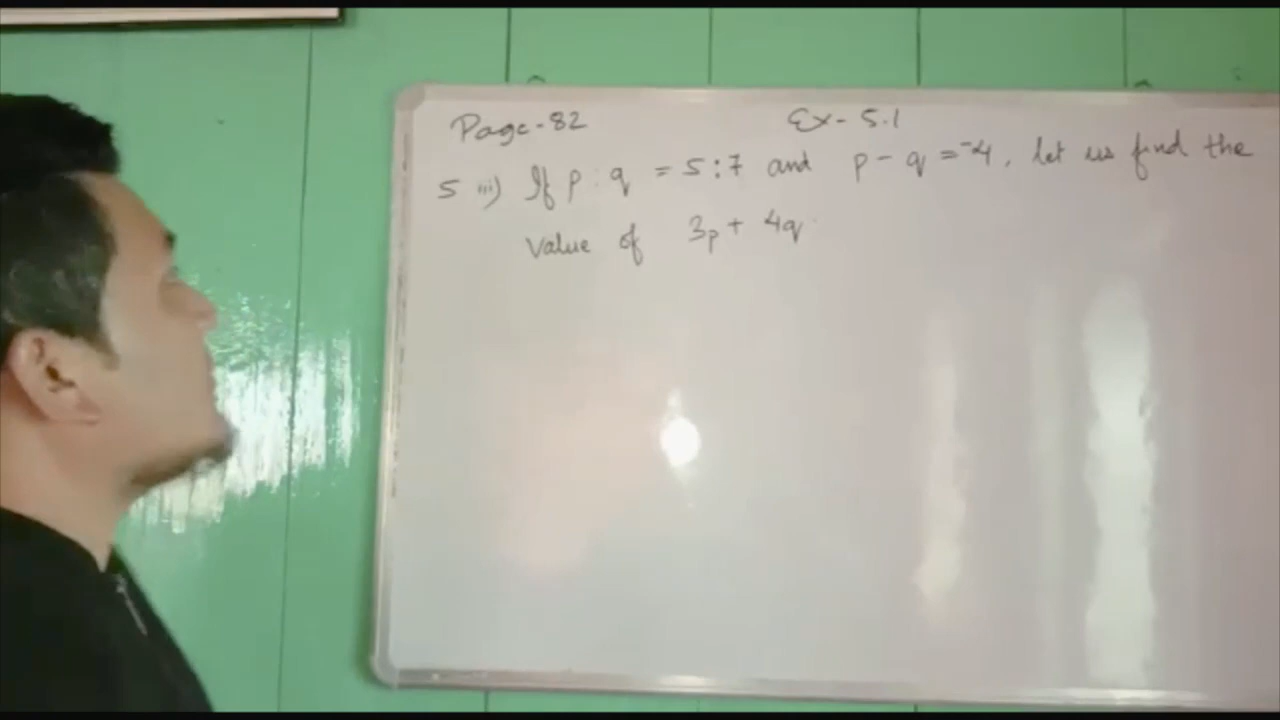 Page-82 Ex- 5.1
5 iii) If p : q = 5:7 and p - q = -4, let us find the
value of 3p + 4q.